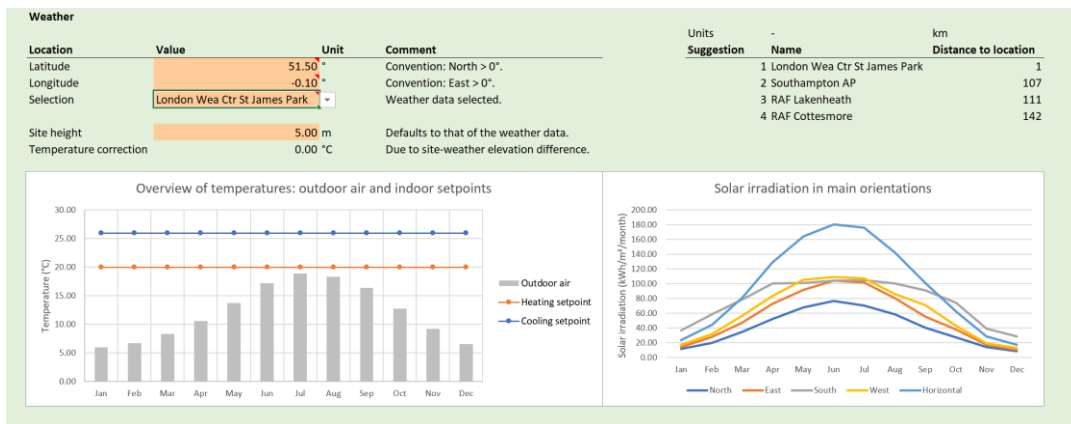 Weather
Units - km
Location Value Unit Comment Suggestion Name Distance to location
Latitude 51.50 ° Convention: North > 0°. 1 London Wea Ctr St James Park 1
Longitude -0.10 ° Convention: East > 0°. 2 Southampton AP 107
Selection London Wea Ctr St James Park Weather data selected. 3 RAF Lakenheath 111
4 RAF Cottesmore 142
Site height 5.00 m Defaults to that of the weather data.
Temperature correction 0.00 °C Due to site-weather elevation difference.
Overview of temperatures: outdoor air and indoor setpoints
30.00
25.00
20.00
15.00
10.00
5.00
0.00
Temperature (°C)
Jan Feb Mar Apr May Jun Jul Aug Sep Oct Nov Dec
Outdoor air
Heating setpoint
Cooling setpoint
Solar irradiation in main orientations
200.00
180.00
160.00
140.00
120.00
100.00
80.00
60.00
40.00
20.00
0.00
Solar irradiation (kWh/m²/month)
Jan Feb Mar Apr May Jun Jul Aug Sep Oct Nov Dec
North East South West Horizontal